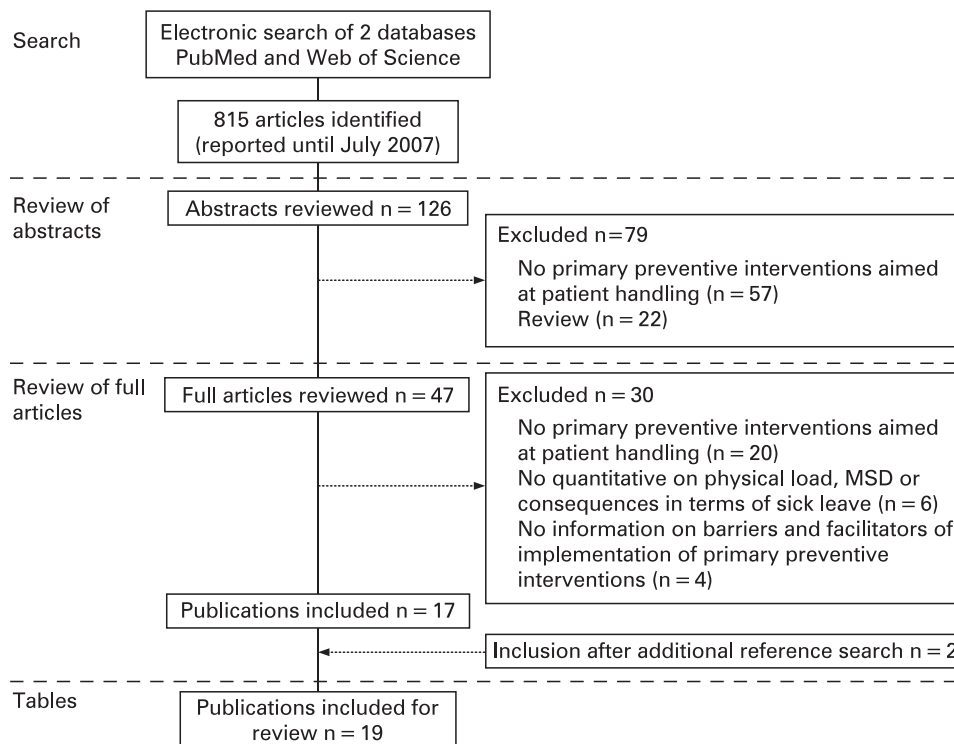 Search
Electronic search of 2 databases
PubMed and Web of Science
815 articles identified
(reported until July 2007)
Review of
abstracts
Abstracts reviewed n = 126
Excluded n=79
No primary preventive interventions aimed
at patient handling (n = 57)
Review (n = 22)
Review of full
articles
Full articles reviewed n = 47
Excluded n = 30
No primary preventive interventions aimed
at patient handling (n = 20)
No quantitative on physical load, MSD or
consequences in terms of sick leave (n = 6)
No information on barriers and facilitators of
implementation of primary preventive
interventions (n = 4)
Publications included n = 17
Inclusion after additional reference search n = 2
Tables
Publications included for
review n = 19